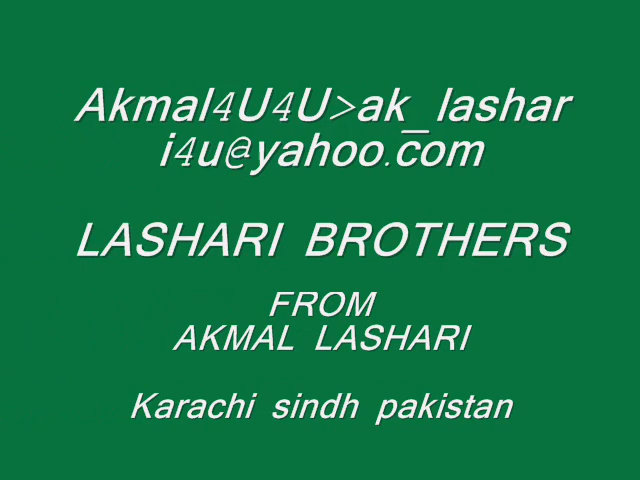 Akmal4U4U>ak_lashar
i4u@yahoo.com
LASHARI BROTHERS
FROM
AKMAL LASHARI
Karachi sindh pakistan